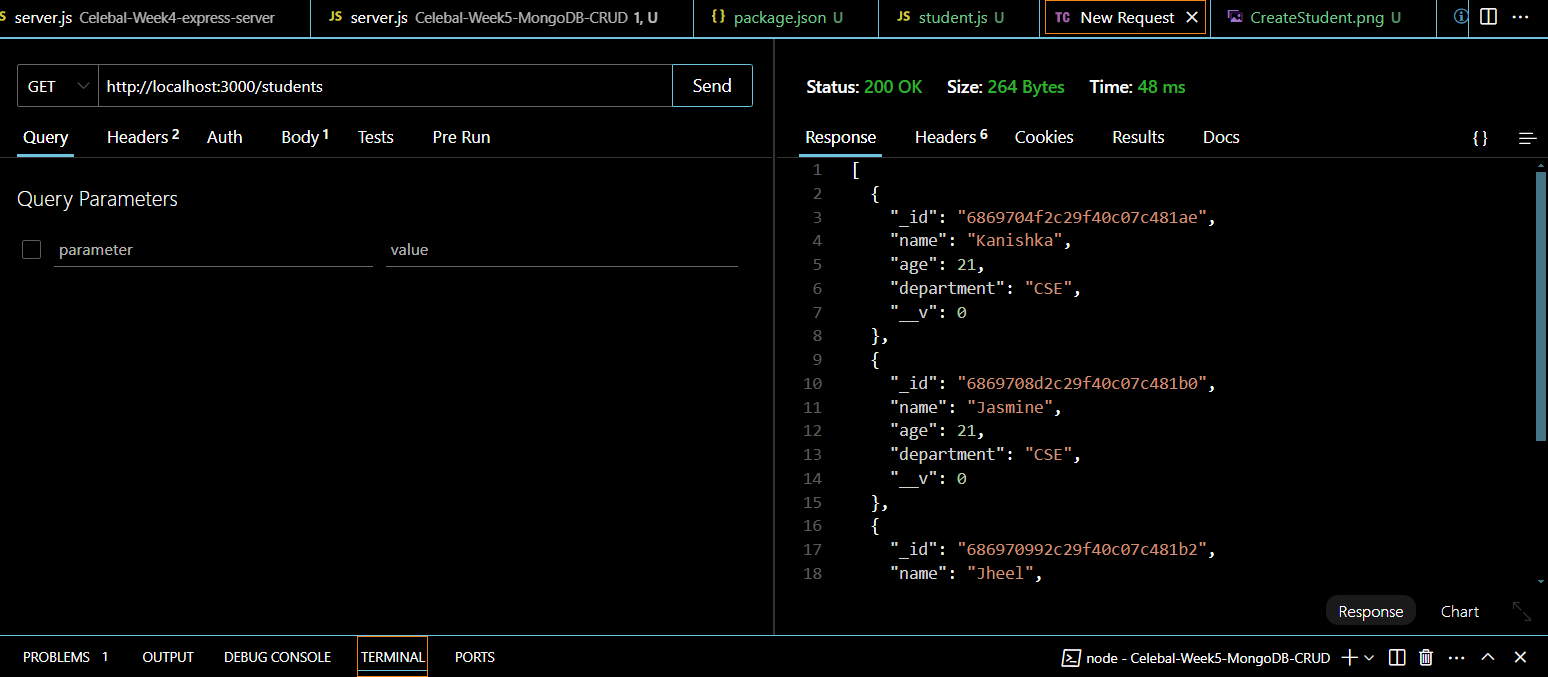 JS server.js Celebal-Week4-express-server JS server.js Celebal-Week5-MongoDB-CRUD 1, U {} package.json U JS student.js U TC New Request CreateStudent.png U
GET http://localhost:3000/students Send
Query Headers 2 Auth Body 1 Tests Pre Run
Query Parameters
parameter value
Status: 200 OK Size: 264 Bytes Time: 48 ms
Response Headers 6 Cookies Results Docs {}
1 [
2 {
3 "_id": "6869704f2c29f40c07c481ae",
4 "name": "Kanishka",
5 "age": 21,
6 "department": "CSE",
7 "__v": 0
8 },
9 {
10 "_id": "6869708d2c29f40c07c481b0",
11 "name": "Jasmine",
12 "age": 21,
13 "department": "CSE",
14 "__v": 0
15 },
16 {
17 "_id": "686970992c29f40c07c481b2",
18 "name": "Jheel",
Response Chart
PROBLEMS 1 OUTPUT DEBUG CONSOLE TERMINAL PORTS node - Celebal-Week5-MongoDB-CRUD